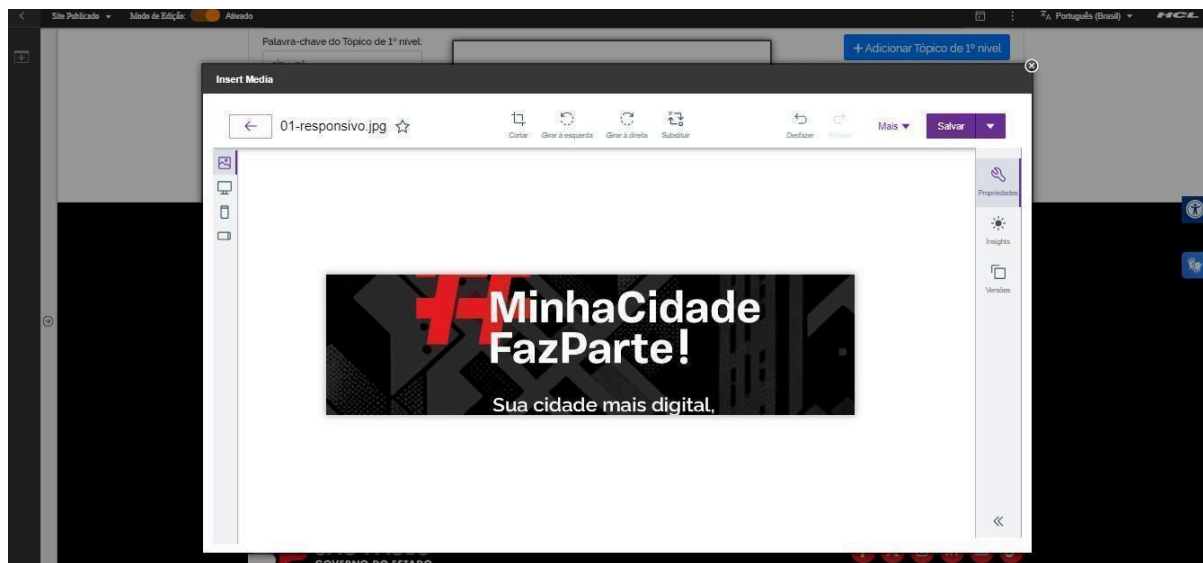 Site Publicado
Modo de Edição:
Ativado
Português (Brasil)
HCL
Palavra-chave do Tópico de 1º nível:
+ Adicionar Tópico de 1º nível
Insert Media
01-responsivo.jpg
Cortar
Girar à esquerda
Girar à direita
Substituir
Desfazer
Mais
Salvar
Propriedades
Insights
Versões
#MinhaCidade
FazParte!
Sua cidade mais digital,
GOVERNO DO ESTADO